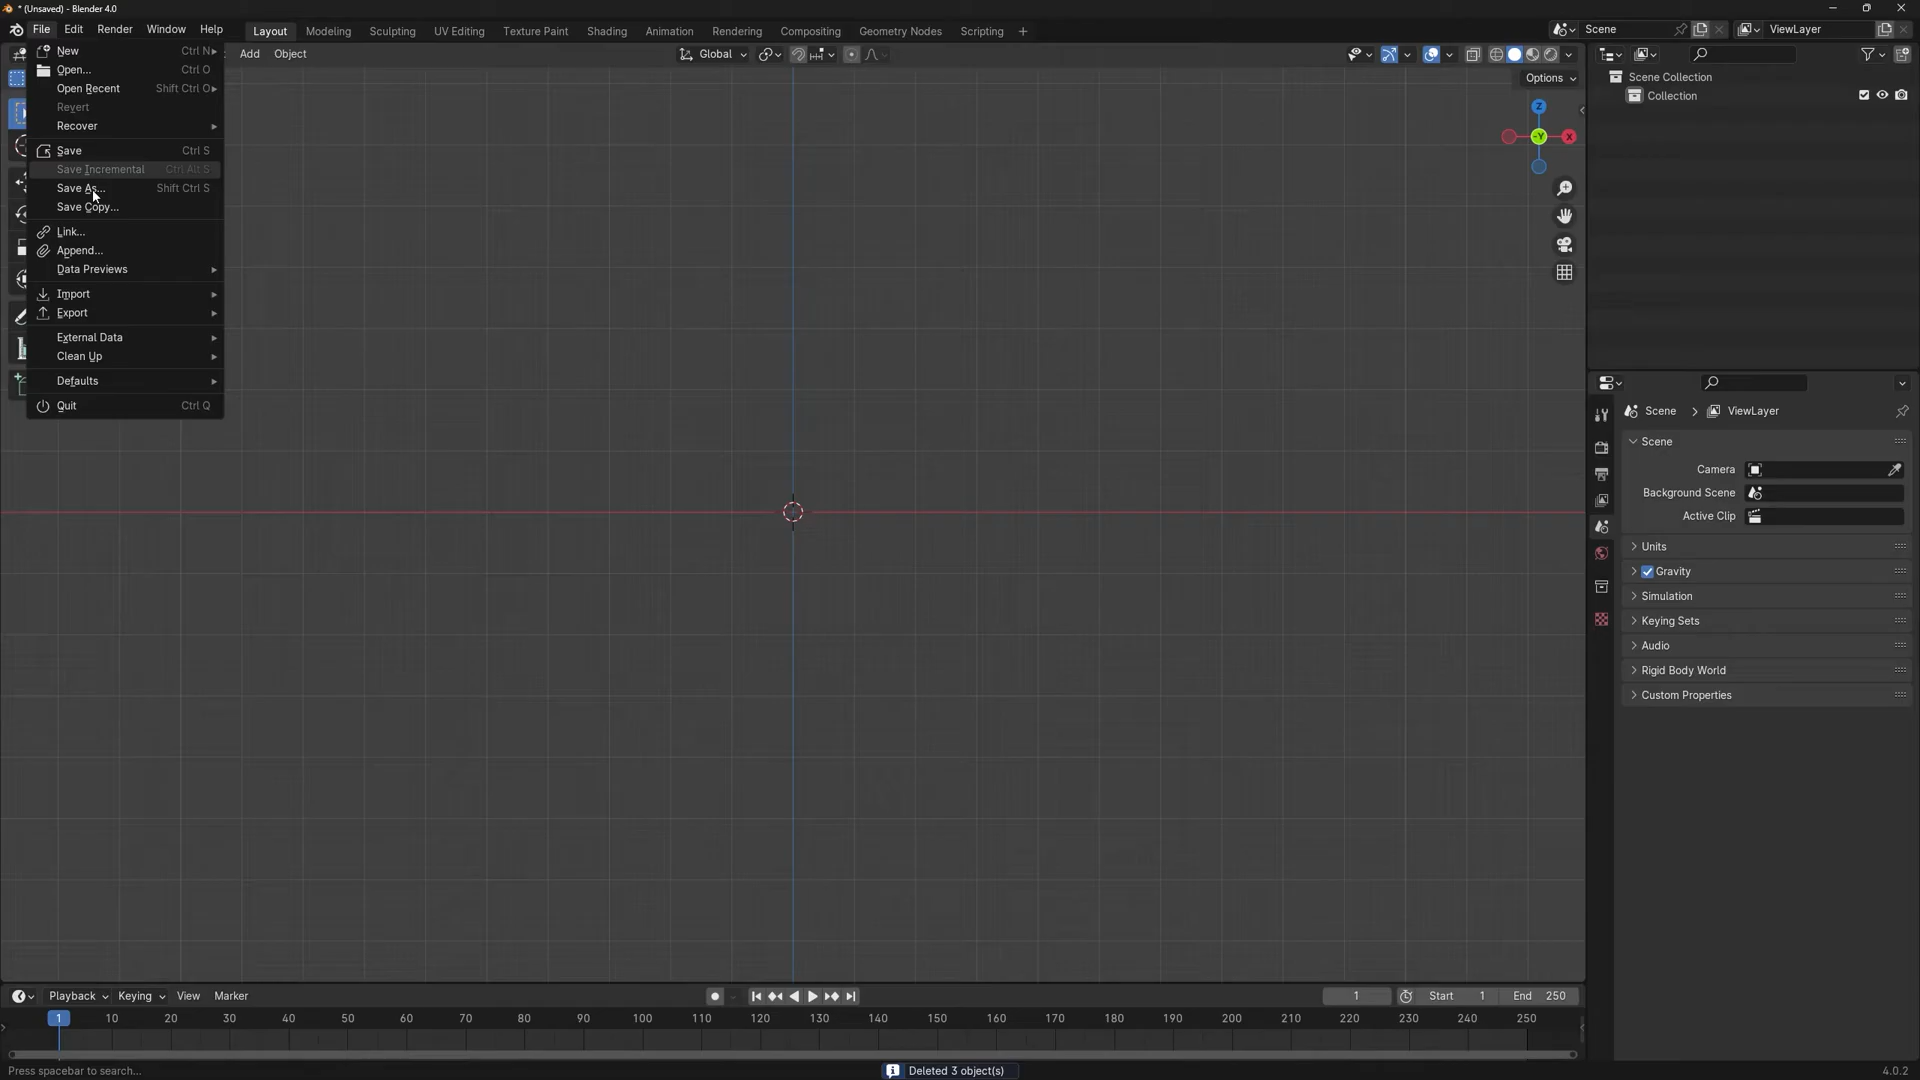 * (Unsaved) - Blender 4.0
File Edit Render Window Help Layout Modeling Sculpting UV Editing Texture Paint Shading Animation Rendering Compositing Geometry Nodes Scripting + Scene ViewLayer
Add Object Global
Options
New Ctrl N
Open... Ctrl O
Open Recent Shift Ctrl O
Revert
Recover
Save Ctrl S
Save Incremental Ctrl Alt S
Save As... Shift Ctrl S
Save Copy...
Link...
Append...
Data Previews
Import
Export
External Data
Clean Up
Defaults
Quit Ctrl Q
Z
-Y X
Scene Collection
Collection
Scene > ViewLayer
Scene
Camera
Background Scene
Active Clip
Units
Gravity
Simulation
Keying Sets
Audio
Rigid Body World
Custom Properties
Playback Keying View Marker 1 Start 1 End 250
1 10 20 30 40 50 60 70 80 90 100 110 120 130 140 150 160 170 180 190 200 210 220 230 240 250
Press spacebar to search... Deleted 3 object(s) 4.0.2